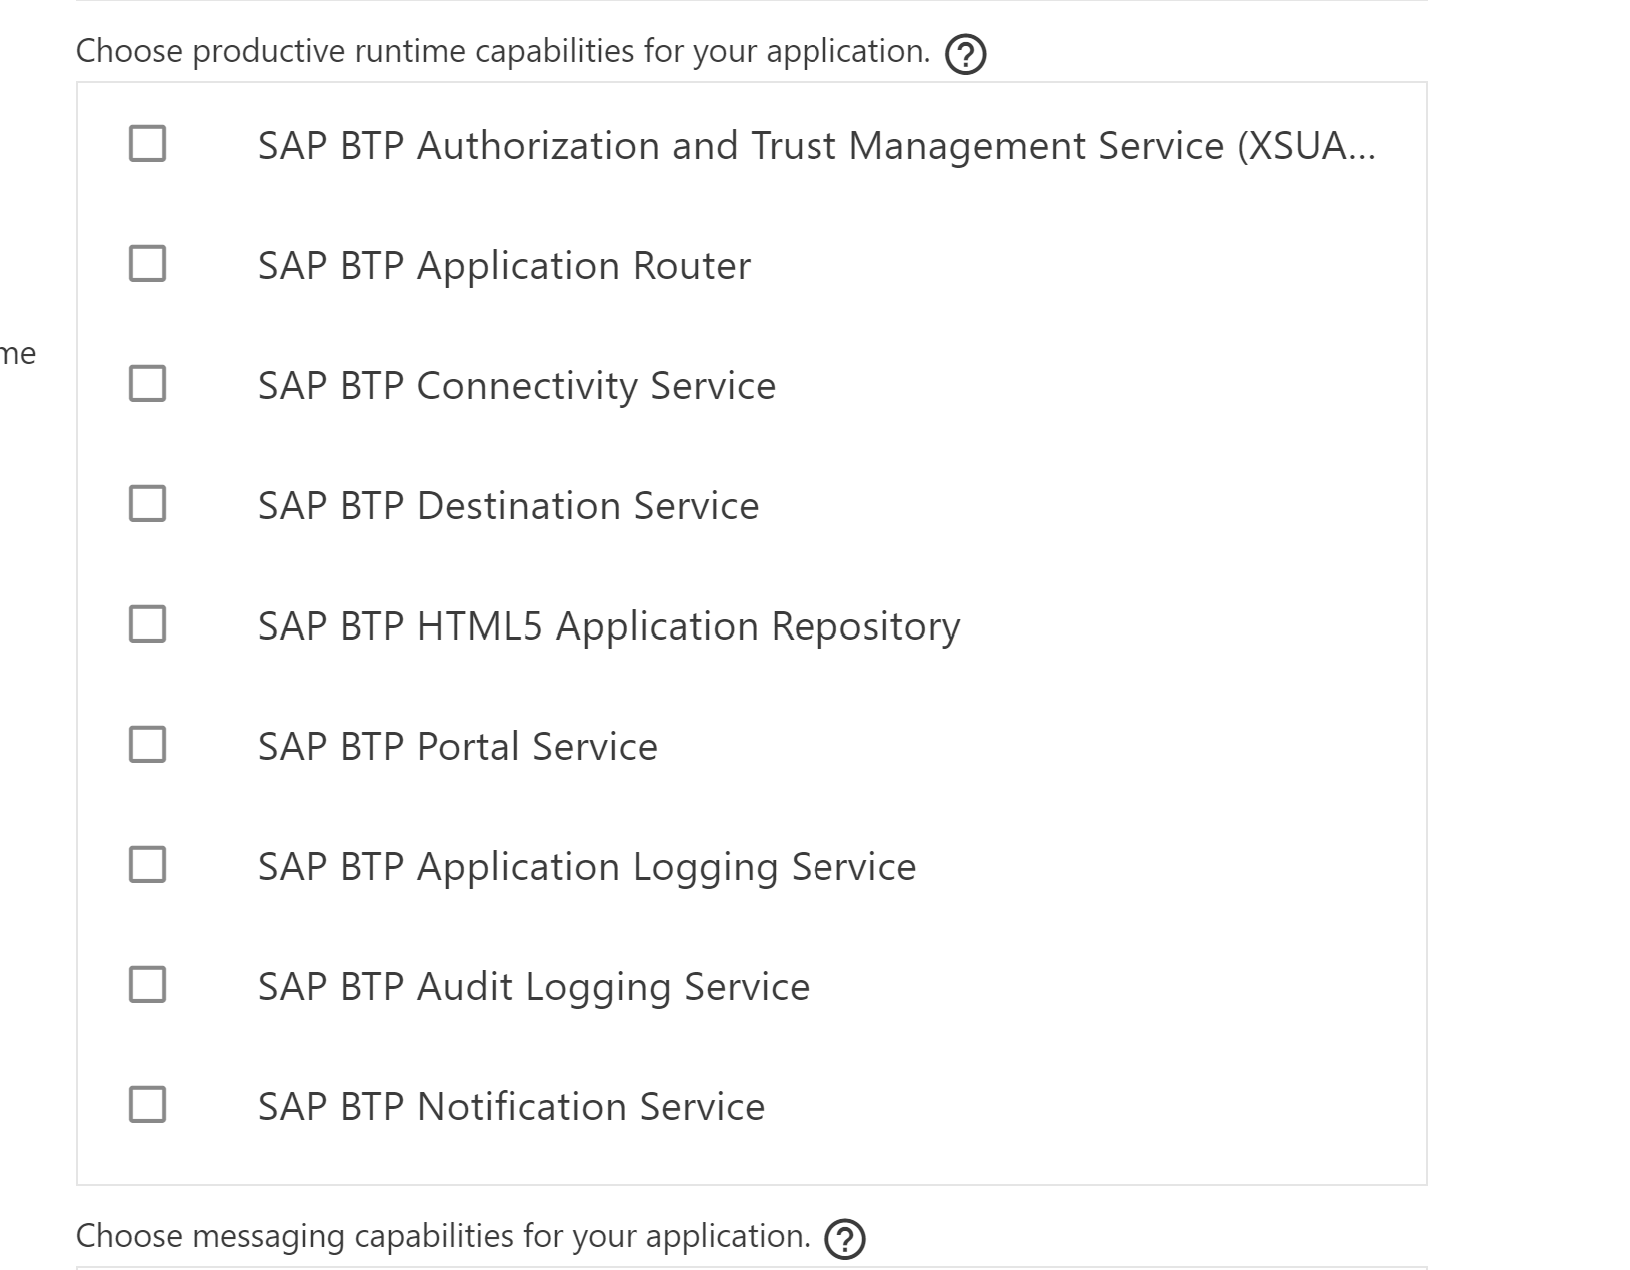 Choose productive runtime capabilities for your application.
SAP BTP Authorization and Trust Management Service (XSUA...
SAP BTP Application Router
me
SAP BTP Connectivity Service
SAP BTP Destination Service
SAP BTP HTML5 Application Repository
SAP BTP Portal Service
SAP BTP Application Logging Service
SAP BTP Audit Logging Service
SAP BTP Notification Service
Choose messaging capabilities for your application.